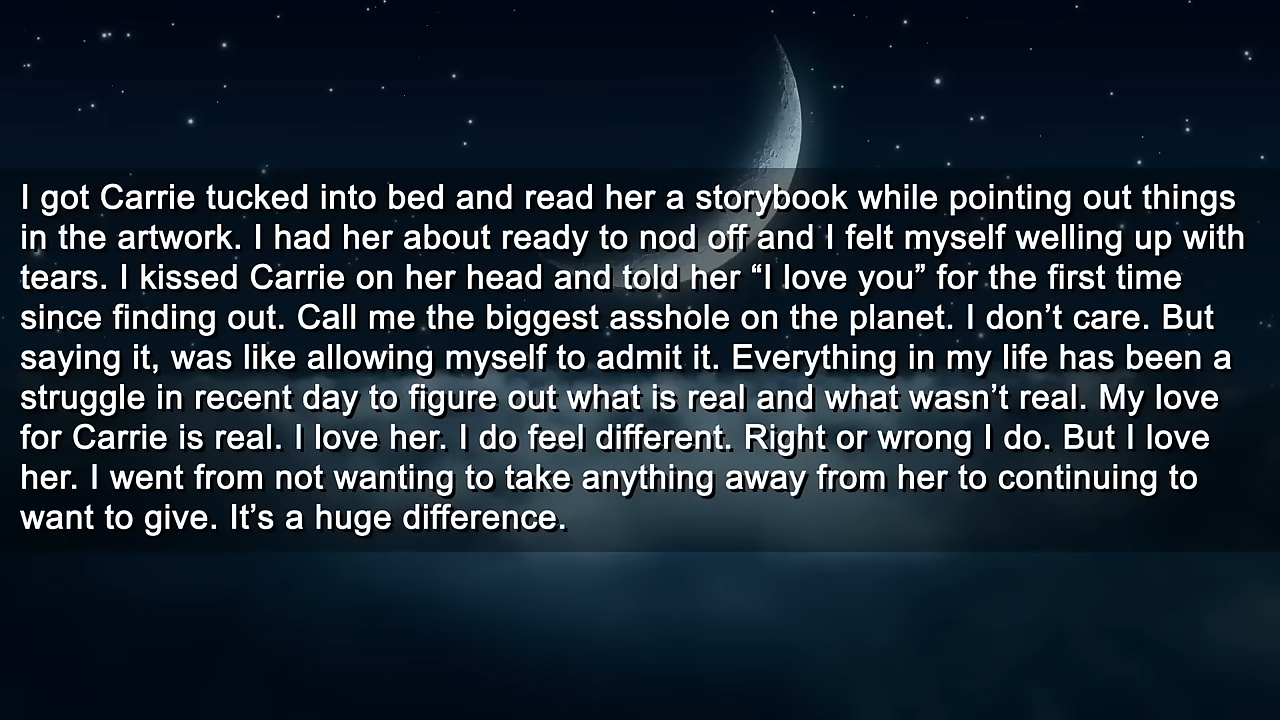 I got Carrie tucked into bed and read her a storybook while pointing out things
in the artwork. I had her about ready to nod off and I felt myself welling up with
tears. I kissed Carrie on her head and told her “I love you” for the first time
since finding out. Call me the biggest asshole on the planet. I don’t care. But
saying it, was like allowing myself to admit it. Everything in my life has been a
struggle in recent day to figure out what is real and what wasn’t real. My love
for Carrie is real. I love her. I do feel different. Right or wrong I do. But I love
her. I went from not wanting to take anything away from her to continuing to
want to give. It’s a huge difference.